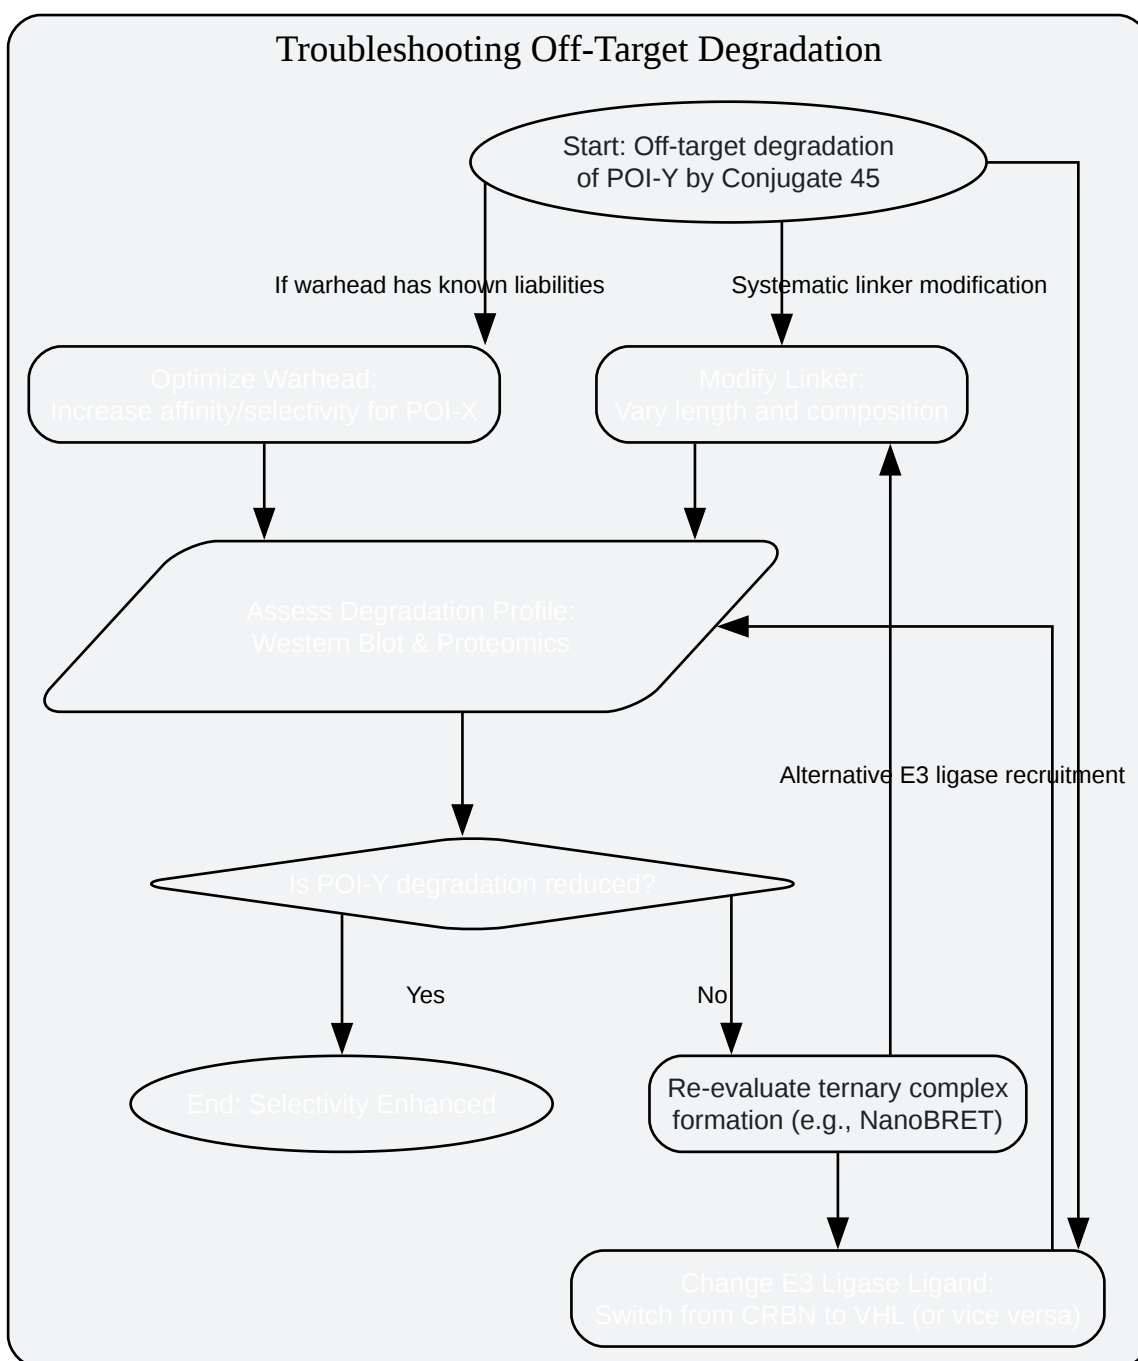 Troubleshooting Off-Target Degradation
Start: Off-target degradation
of POI-Y by Conjugate 45
If warhead has known liabilities
Systematic linker modification
Optimize Warhead:
Increase affinity/selectivity for POI-X
Modify Linker:
Vary length and composition
Assess Degradation Profile:
Western Blot & Proteomics
Alternative E3 ligase recruitment
Is POI-Y degradation reduced?
Yes
No
End: Selectivity Enhanced
Re-evaluate ternary complex
formation (e.g., NanoBRET)
Change E3 Ligase Ligand:
Switch from CRBN to VHL (or vice versa)